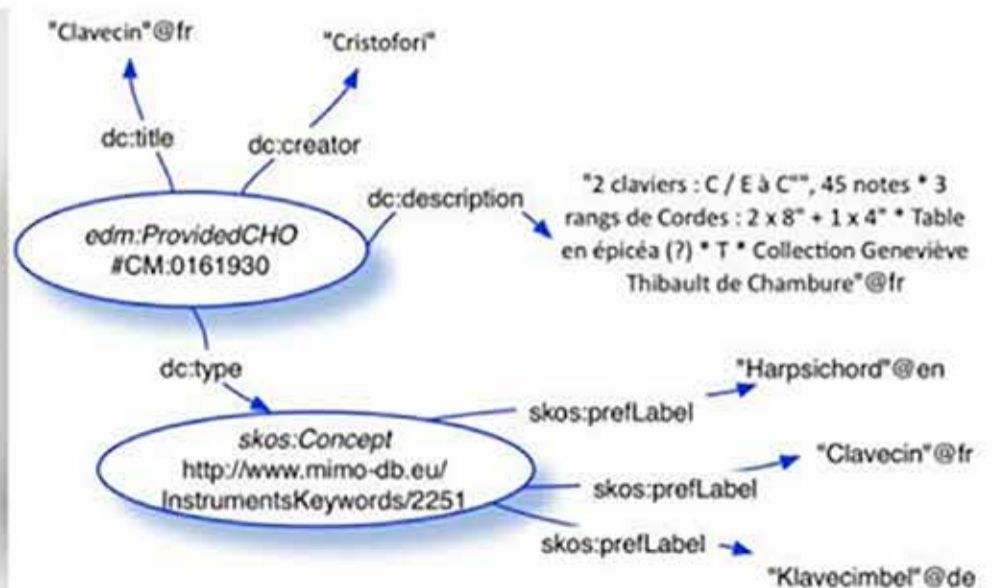 "Clavecin"@fr
"Cristofori"
dc:title
dc:creator
dc:description
"2 claviers : C / E à C"", 45 notes * 3
rangs de Cordes : 2 x 8" + 1 x 4" * Table
en épicéa (?) * T * Collection Geneviève
Thibault de Chambure"@fr
edm:ProvidedCHO
#CM:0161930
dc:type
"Harpsichord"@en
skos:prefLabel
skos:Concept
http://www.mimo-db.eu/
InstrumentsKeywords/2251
"Clavecin"@fr
skos:prefLabel
skos:prefLabel
"Klavecimbel"@de